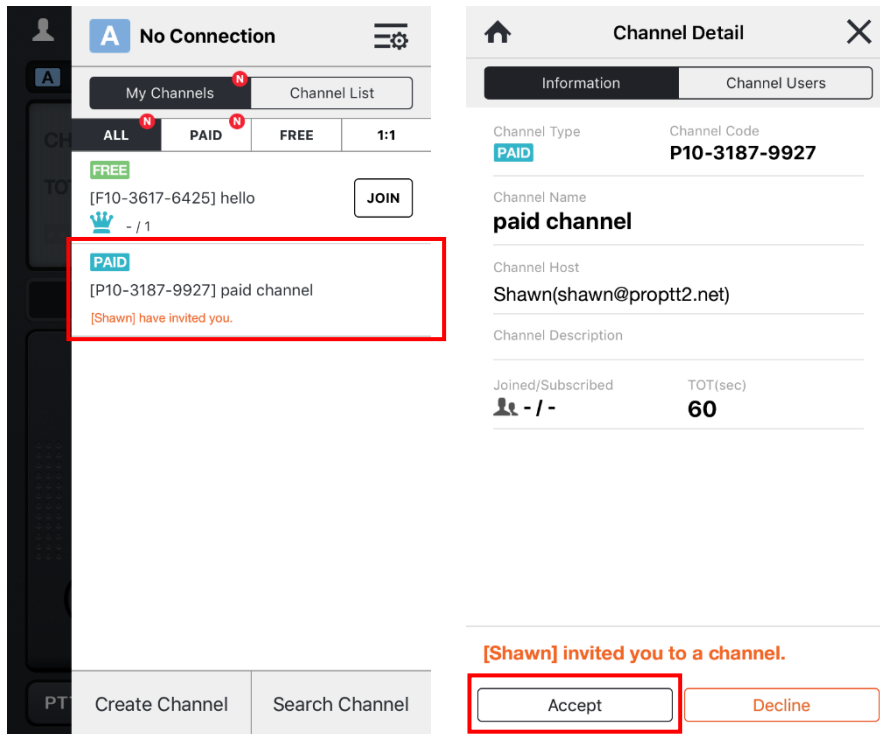 A No Connection
A
My Channels N Channel List
ALL N PAID N FREE 1:1
CH
FREE
[F10-3617-6425] hello
JOIN
- / 1
TO
PAID
[P10-3187-9927] paid channel
[Shawn] have invited you.
PT
Create Channel Search Channel
Channel Detail
Information Channel Users
Channel Type Channel Code
PAID P10-3187-9927
Channel Name
paid channel
Channel Host
Shawn(shawn@proptt2.net)
Channel Description
Joined/Subscribed TOT(sec)
- / - 60
[Shawn] invited you to a channel.
Accept Decline